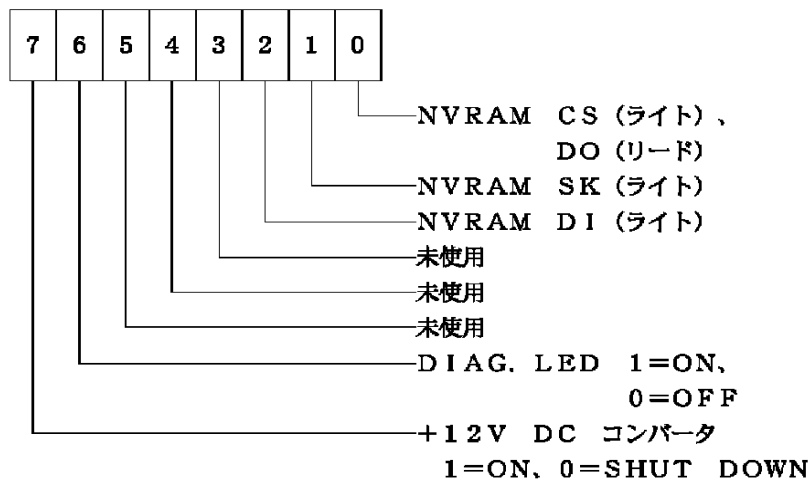 7 6 5 4 3 2 1 0
NVRAM CS (ライト)、
DO (リード)
NVRAM SK (ライト)
NVRAM DI (ライト)
未使用
未使用
未使用
DIAG. LED 1=ON、
0=OFF
+12V DC コンバータ
1=ON、0=SHUT DOWN